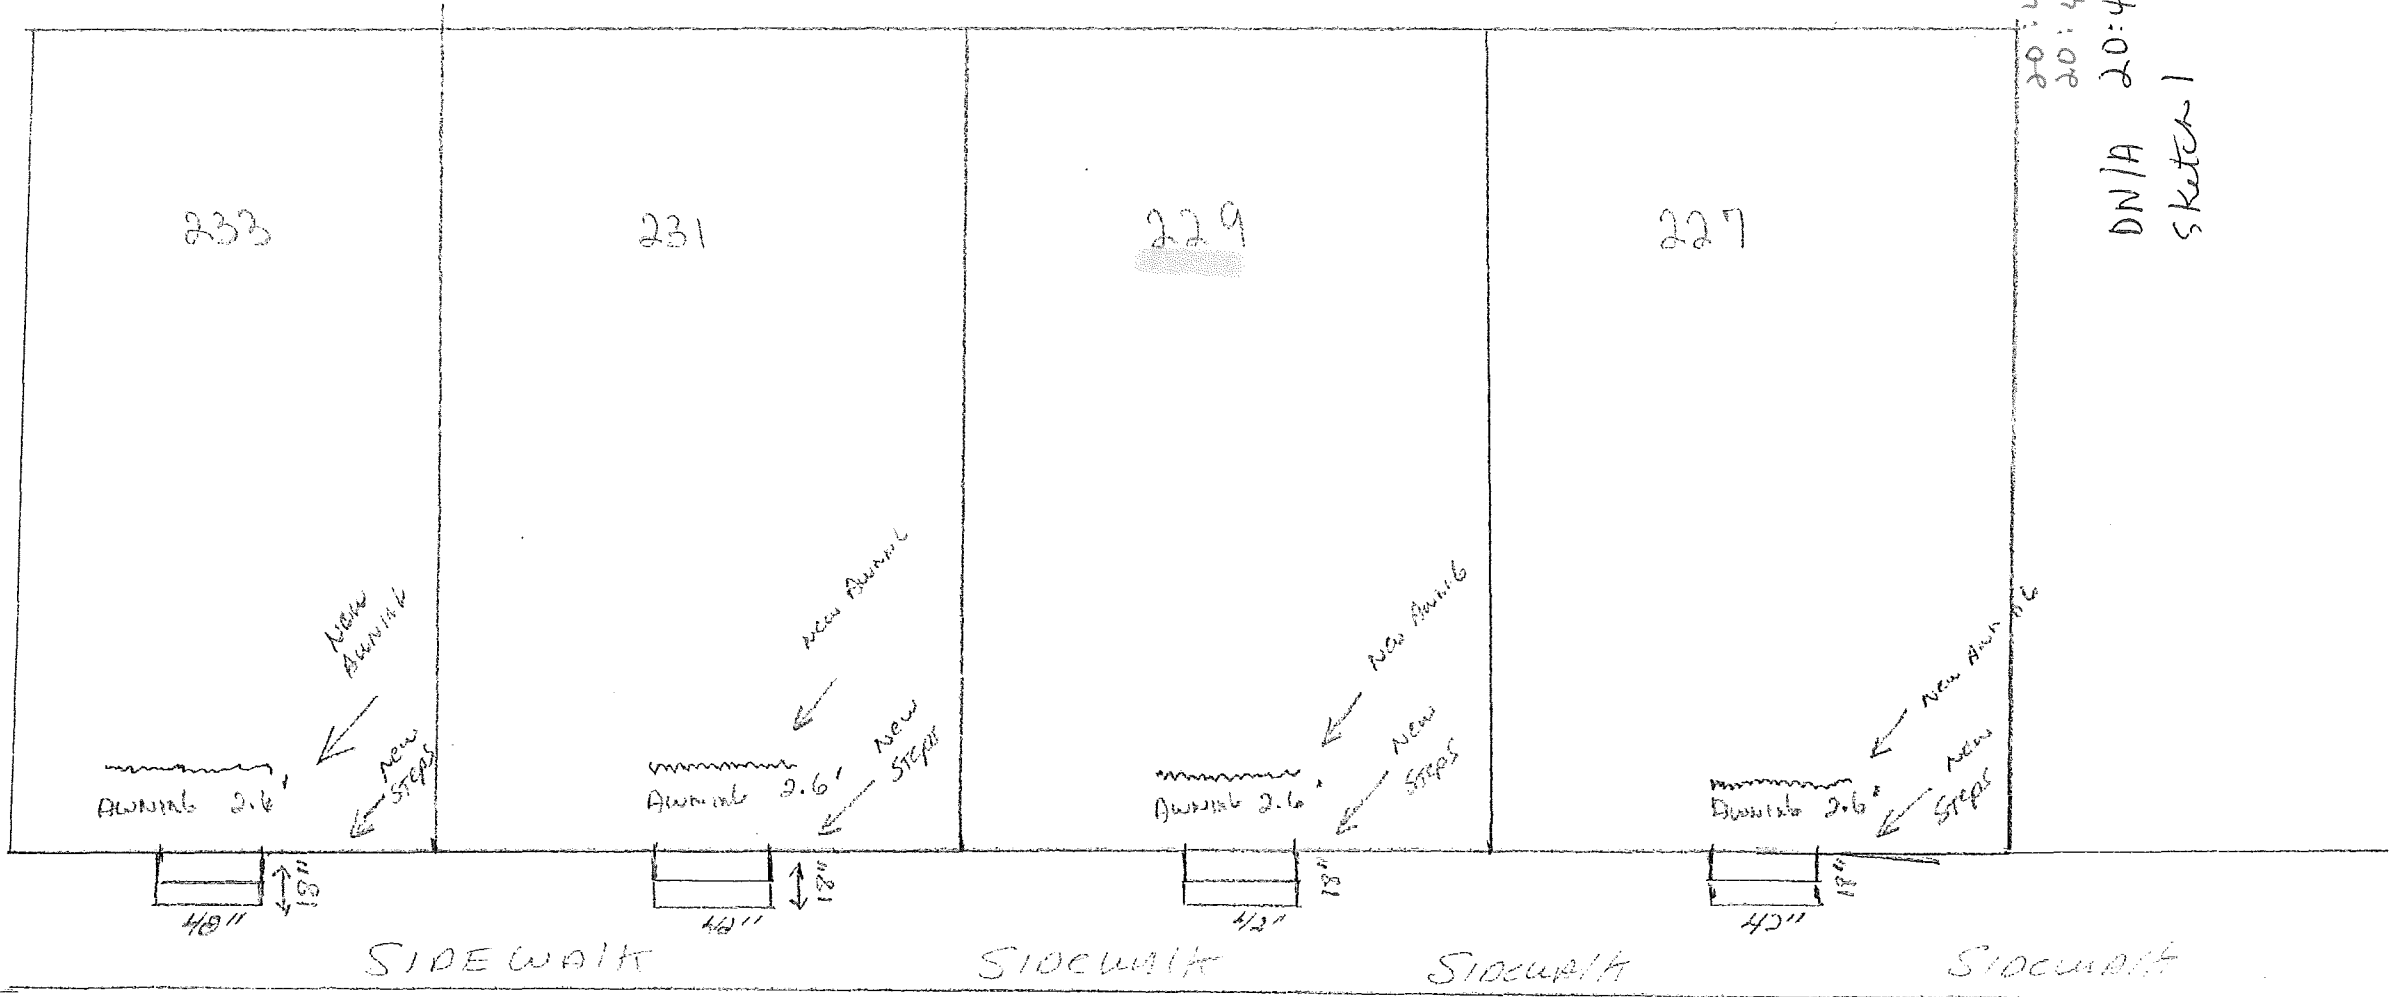 20:4
DN/A
Sketch 1
233
231
229
227
NEW
AWNING
New Awning
New Awning
New Awning
New
Steps
New
Steps
New
Steps
New
Steps
Awning 2.6'
Awning 2.6'
Awning 2.6'
Awning 2.6'
18"
18"
18"
18"
42"
42"
SIDEWALK
SIDEWALK
SIDEWALK
SIDEWALK